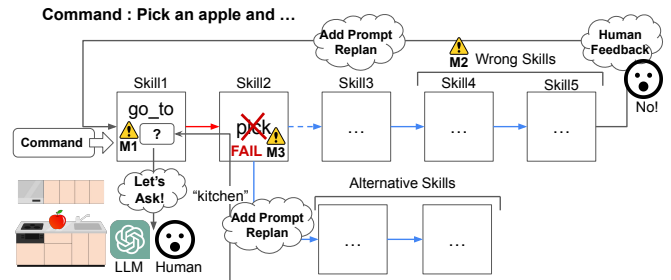 Command : Pick an apple and ...
Add Prompt
Replan
Human
Feedback
M2
Wrong Skills
Skill1
Skill2
Skill3
Skill4
Skill5
No!
go_to
pick
...
...
...
Command
M1
?
FAIL
M3
Let's
Ask!
"kitchen"
Alternative Skills
Add Prompt
Replan
...
...
LLM
Human